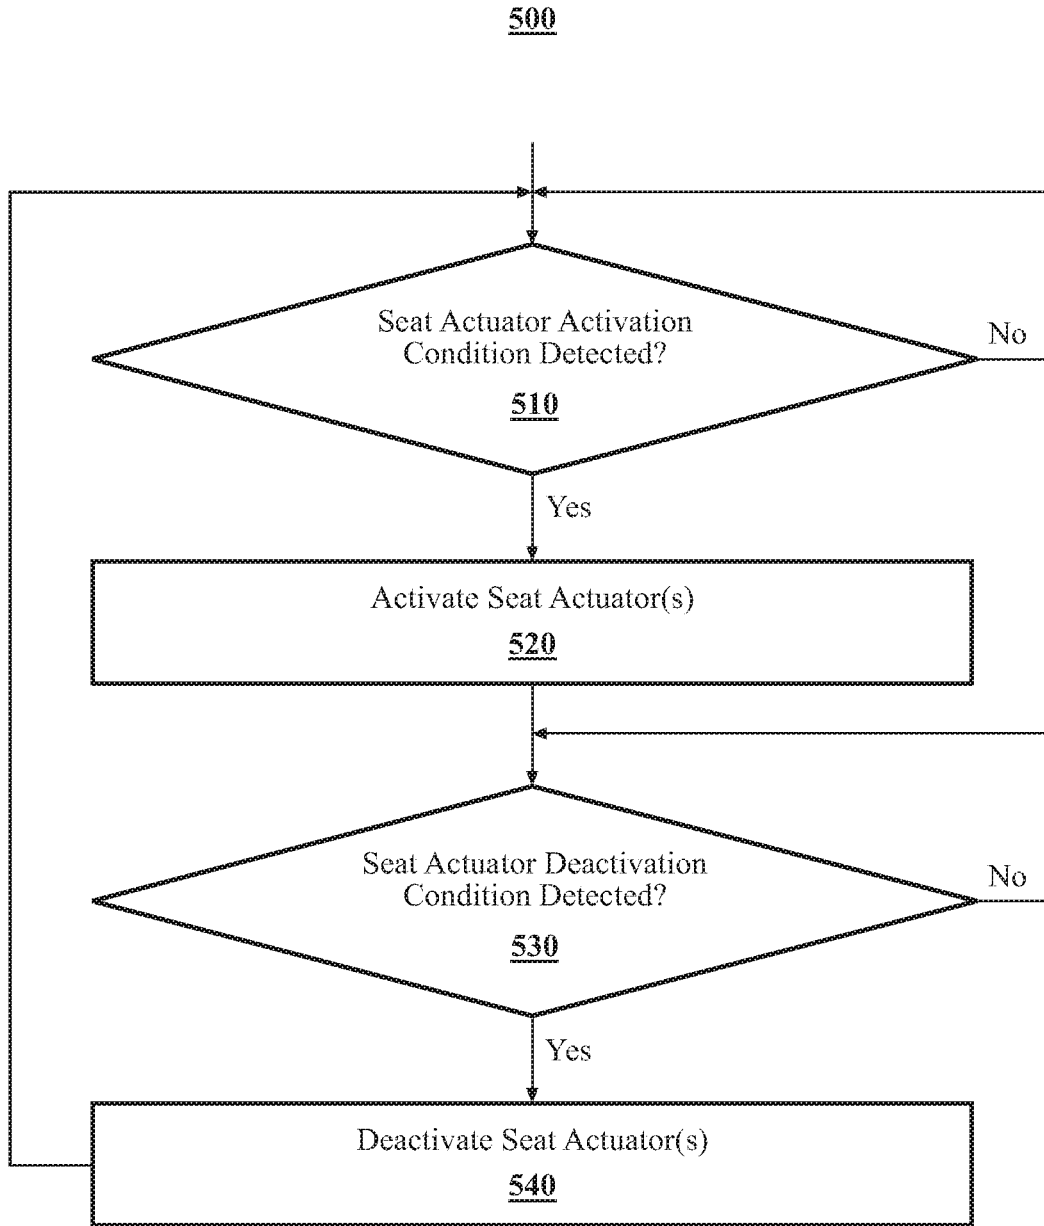 500
Seat Actuator Activation
Condition Detected?
No
510
Yes
Activate Seat Actuator(s)
520
Seat Actuator Deactivation
Condition Detected?
No
530
Yes
Deactivate Seat Actuator(s)
540